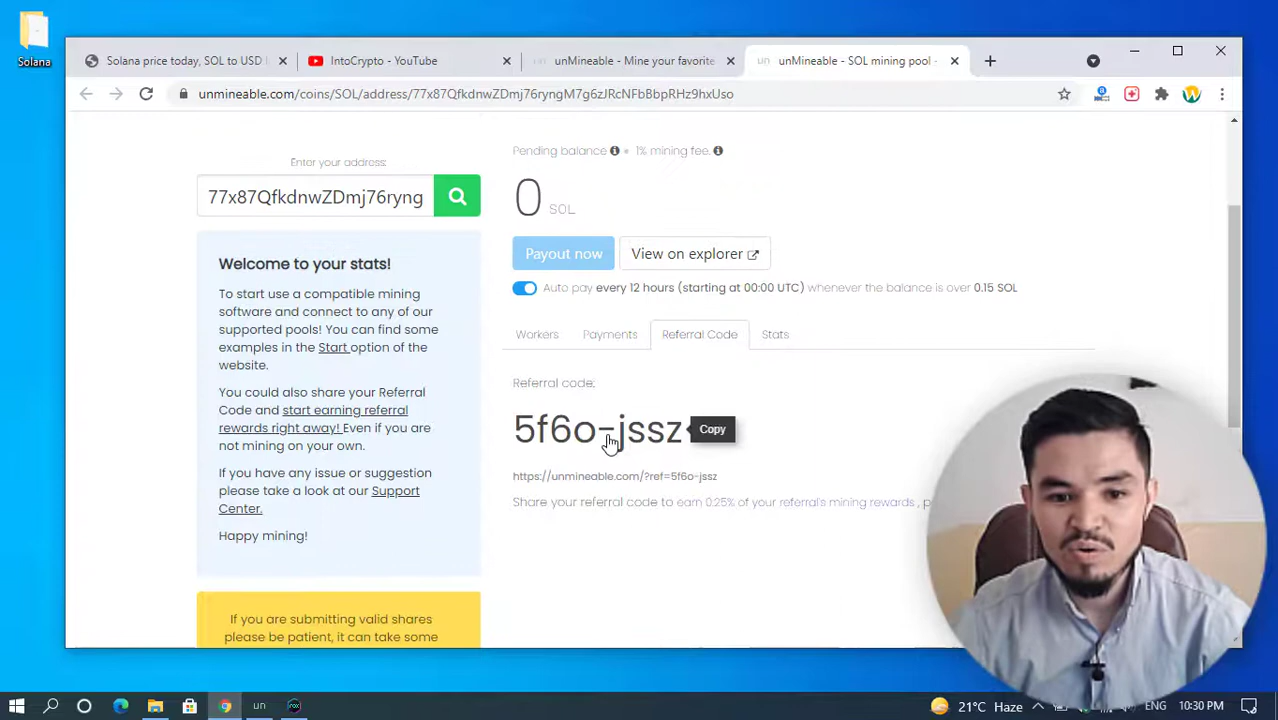 Solana
Solana price today, SOL to USD
IntoCrypto - YouTube
unMineable - Mine your favorite
unMineable - SOL mining pool -
unmineable.com/coins/SOL/address/77x87QfkdnwZDmj76ryngM7g6zJRcNFbBbpRHz9hxUso
Enter your address:
77x87QfkdnwZDmj76ryng
Welcome to your stats!
To start use a compatible mining
software and connect to any of our
supported pools! You can find
some
examples in the Start option of the
website.
You could also share your Referral
Code and start earning referral
rewards right away! Even if you are
not mining on your own.
If you have any issue or suggestion
please take a look at our Support
Center.
Happy mining!
If you are submitting valid shares
please be patient, it can take some
Pending balance • 1% mining fee.
0 SOL
Payout now
View on explorer
Auto pay every 12 hours (starting at 00:00 UTC) whenever the balance is over 0.15 SOL
Workers Payments Referral Code Stats
Referral code:
5f6o-jssz Copy
https://unmineable.com/?ref=5f6o-jssz
Share your referral code to earn 0.25% of your referral's mining rewards ,
un
fox
21°C Haze
ENG
10:30 PM